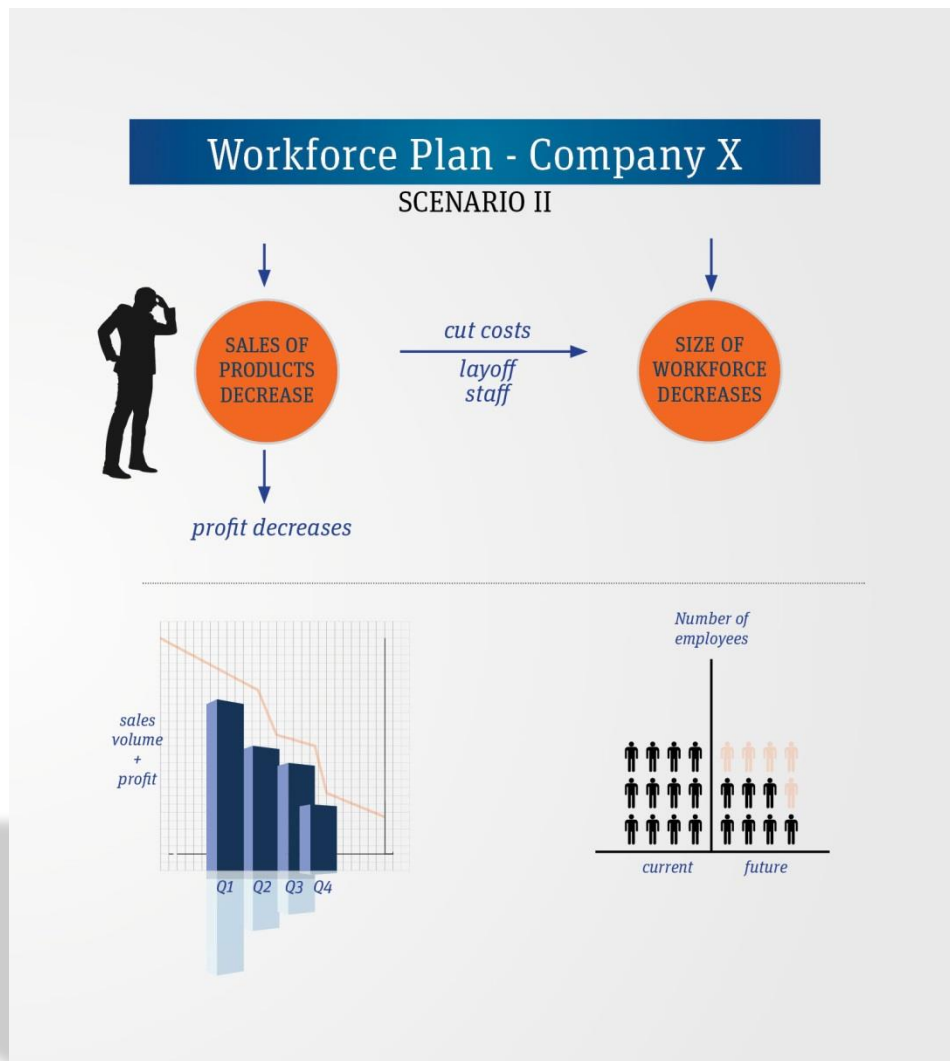 Workforce Plan - Company X
SCENARIO II
SALES OF
PRODUCTS
DECREASE
cut costs
layoff
staff
SIZE OF
WORKFORCE
DECREASES
profit decreases
sales
volume
+
profit
Q1 Q2 Q3 Q4
Number of
employees
current future